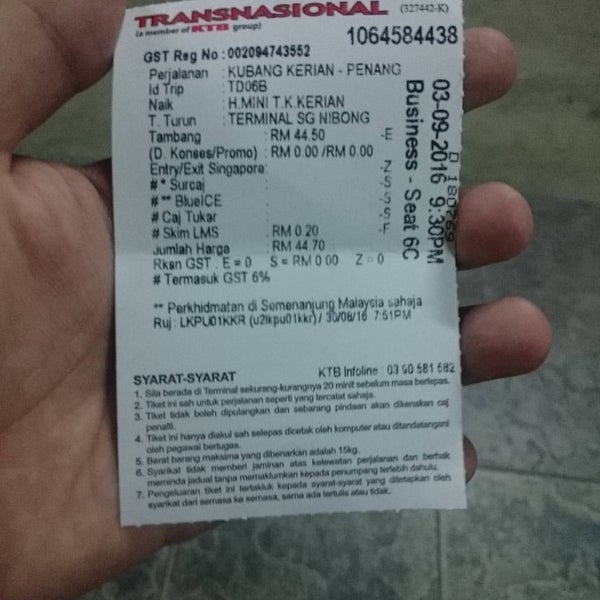 TRANSNASIONAL (327442-K)
(a member of KTB group)
1064584438
GST Reg No : 002094743552
Perjalanan : KUBANG KERIAN - PENANG
Id Trip : TD06B
Naik : H.MINI T.K.KERIAN
T. Turun : TERMINAL SG NIBONG
Tambang : RM 44.50 -E
(D. Konses/Promo) : RM 0.00 /RM 0.00
Entry/Exit Singapore: -Z
# * Surcaj : -S
# ** BlueICE : -S
# Caj Tukar : -S
# Skim LMS : RM 0.20 -F
Jumlah Harga : RM 44.70
Rksn GST : E = 0 S = RM 0.00 Z = 0
# Termasuk GST 6%
** Perkhidmatan di Semenanjung Malaysia sahaja
Ruj : LKPU01KKR (u2lkpu01kkr) / 30/08/16 7:51PM
D 180769
03-09-2016 9:30PM
Business - Seat 6C
KTB Infoline : 03 90 581 582
SYARAT-SYARAT
1. Sila berada di Terminal sekurang-kurangnya 20 minit sebelum masa berlepas.
2. Tiket ini sah untuk perjalanan seperti yang tercatat sahaja.
3. Tiket tidak boleh dipulangkan dan sebarang pindaan akan dikenakan caj
penalti.
4. Tiket ini hanya diakui sah selepas dicetak oleh komputer atau ditandatangani
oleh pegawai bertugas.
5. Berat barang maksima yang dibenarkan adalah 15kg.
6. Syarikat tidak memberi jaminan atas kelewatan perjalanan dan berhak
meminda jadual tanpa memaklumkan kepada penumpang terlebih dahulu.
7. Pengeluaran tiket ini tertakluk kepada syarat-syarat yang ditetapkan oleh
syarikat dari semasa ke semasa, sama ada tertulis atau tidak.